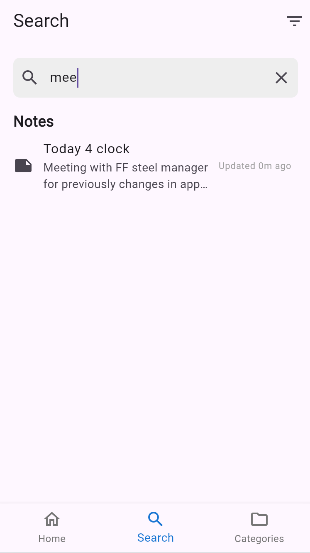 Search
mee
Notes
Today 4 clock
Meeting with FF steel manager
for previously changes in app...
Updated 0m ago
Home
Search
Categories